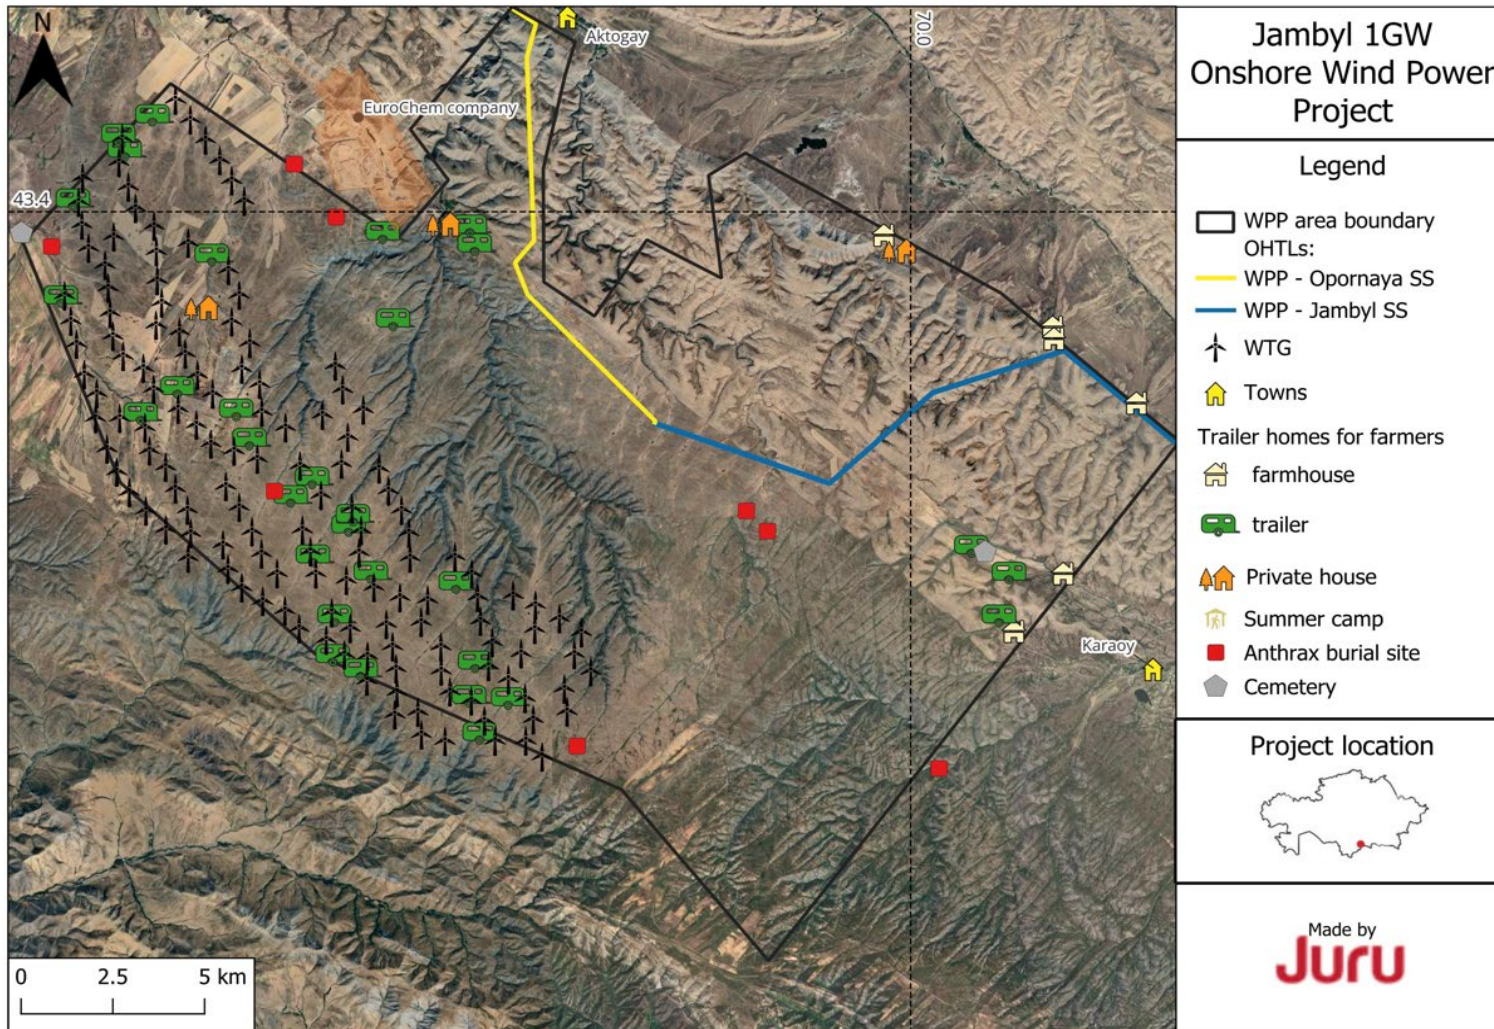 N
Aktogay
70.0
EuroChem company
43.4
Karaoy
0 2.5 5 km
Jambyl 1GW
Onshore Wind Power
Project
Legend
WPP area boundary
OHTLs:
WPP - Opornaya SS
WPP - Jambyl SS
WTG
Towns
Trailer homes for farmers
farmhouse
trailer
Private house
Summer camp
Anthrax burial site
Cemetery
Project location
Made by
Juru